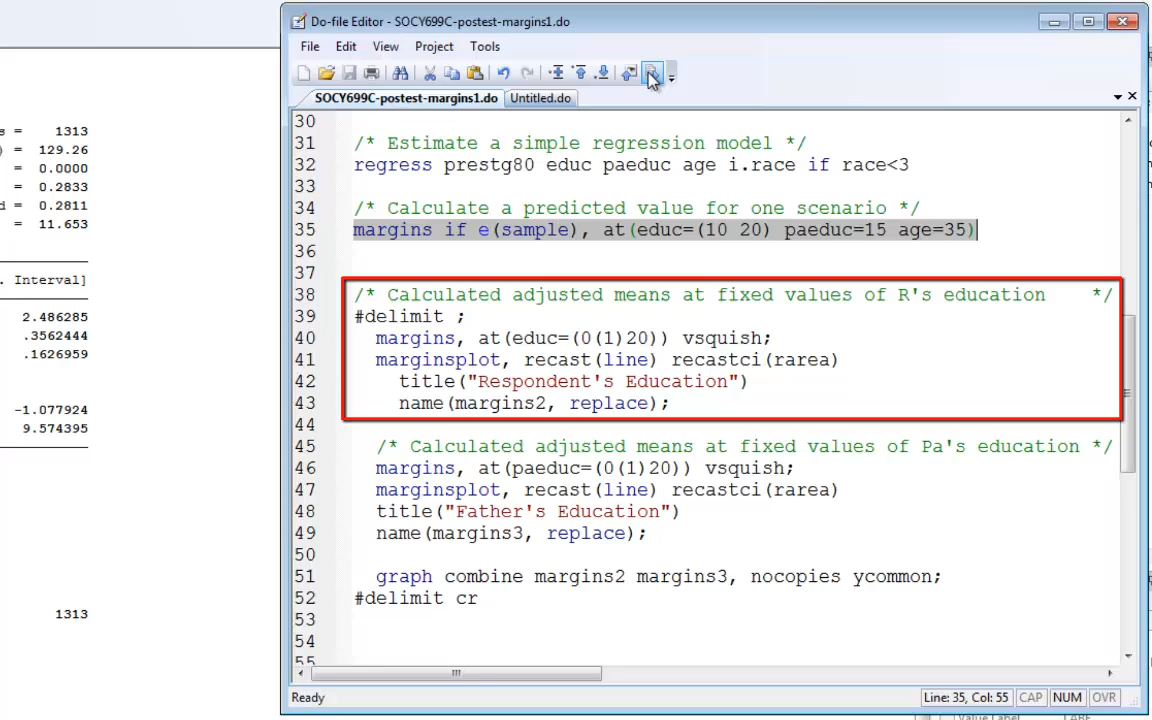 Do-file Editor - SOCY699C-postest-margins1.do
File Edit View Project Tools
SOCY699C-postest-margins1.do Untitled.do
s = 1313
) = 129.26
= 0.0000
= 0.2833
d = 0.2811
= 11.653
. Interval]
2.486285
.3562444
.1626959
-1.077924
9.574395
1313
30
31 /* Estimate a simple regression model */
32 regress prestg80 educ paeduc age i.race if race<3
33
34 /* Calculate a predicted value for one scenario */
35 margins if e(sample), at(educ=(10 20) paeduc=15 age=35)
36
37
38 /* Calculated adjusted means at fixed values of R's education */
39 #delimit ;
40 margins, at(educ=(0(1)20)) vsquish;
41 marginsplot, recast(line) recastci(rarea)
42 title("Respondent's Education")
43 name(margins2, replace);
44
45 /* Calculated adjusted means at fixed values of Pa's education */
46 margins, at(paeduc=(0(1)20)) vsquish;
47 marginsplot, recast(line) recastci(rarea)
48 title("Father's Education")
49 name(margins3, replace);
50
51 graph combine margins2 margins3, nocopies ycommon;
52 #delimit cr
53
54
55
Ready Line: 35, Col: 55 CAP NUM OVR